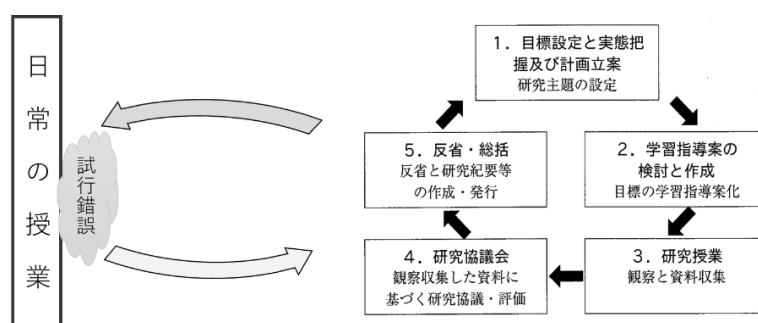 日常の授業
試行錯誤
1．目標設定と実態把
握及び計画立案
研究主題の設定
2．学習指導案の
検討と作成
目標の学習指導案化
3．研究授業
観察と資料収集
4．研究協議会
観察収集した資料に
基づく研究協議・評価
5．反省・総括
反省と研究紀要等
の作成・発行